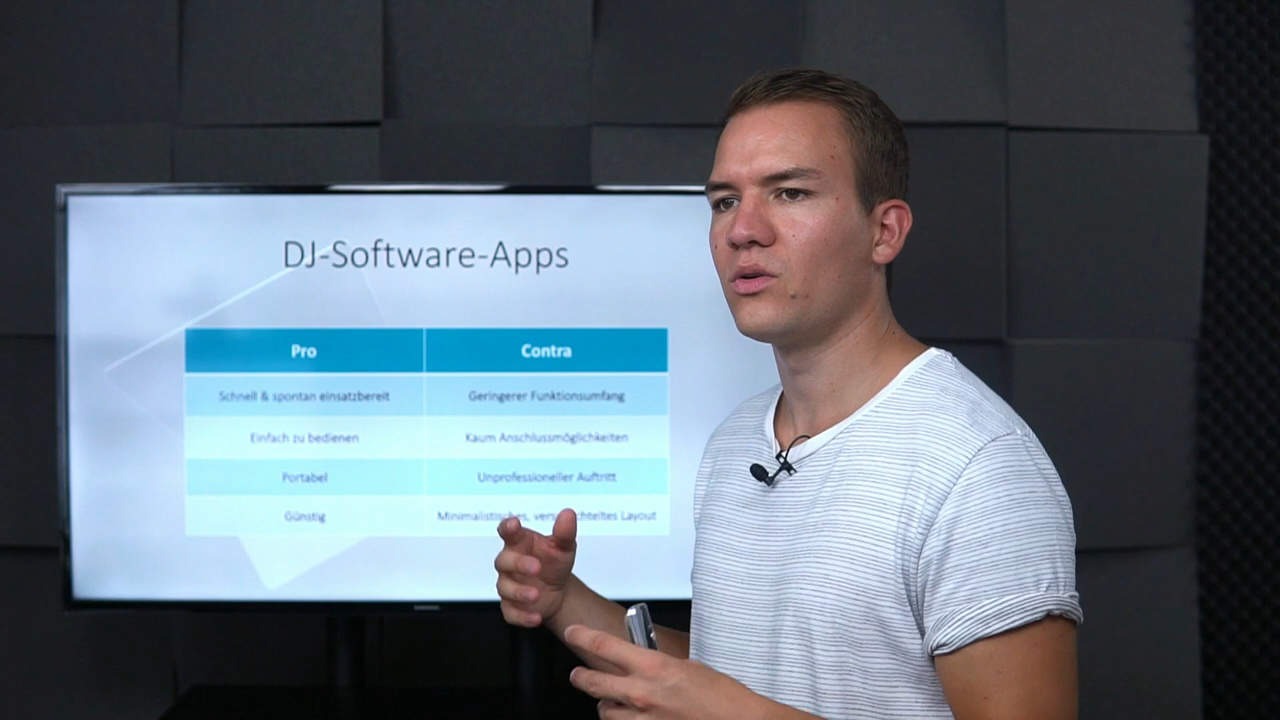 DJ-Software-Apps
Pro Contra
Schnell & spontan einsatzbereit Geringerer Funktionsumfang
Einfach zu bedienen Kaum Anschlussmöglichkeiten
Portabel Unprofessioneller Auftritt
Günstig Minimalistisches, Layout